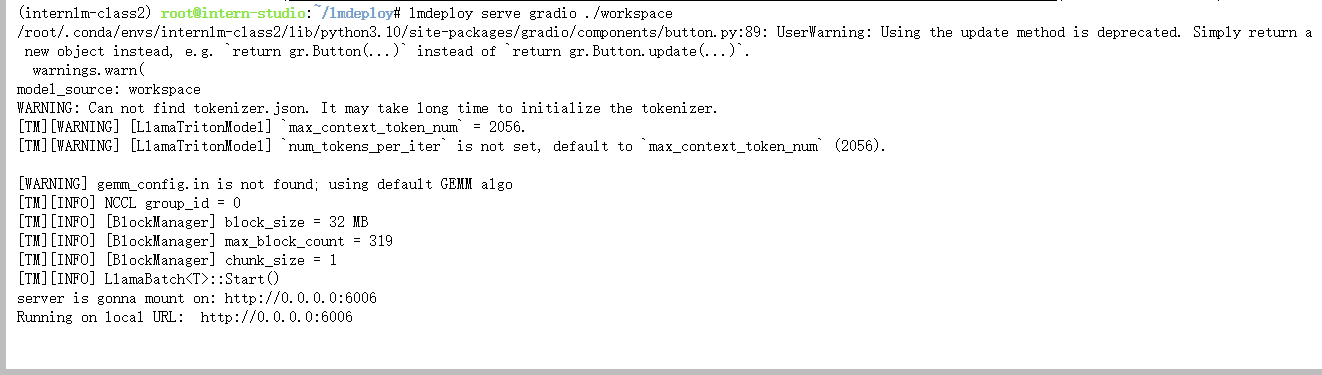 (internlm-class2) root@intern-studio:~/lmdeploy# lmdeploy serve gradio ./workspace
/root/.conda/envs/internlm-class2/lib/python3.10/site-packages/gradio/components/button.py:89: UserWarning: Using the update method is deprecated. Simply return a
 new object instead, e.g. `return gr.Button(...)` instead of `return gr.Button.update(...)`.
  warnings.warn(
model_source: workspace
WARNING: Can not find tokenizer.json. It may take long time to initialize the tokenizer.
[TM][WARNING] [LlamaTritonModel] `max_context_token_num` = 2056.
[TM][WARNING] [LlamaTritonModel] `num_tokens_per_iter` is not set, default to `max_context_token_num` (2056).
[WARNING] gemm_config.in is not found; using default GEMM algo
[TM][INFO] NCCL group_id = 0
[TM][INFO] [BlockManager] block_size = 32 MB
[TM][INFO] [BlockManager] max_block_count = 319
[TM][INFO] [BlockManager] chunk_size = 1
[TM][INFO] LlamaBatch<T>::Start()
server is gonna mount on: http://0.0.0.0:6006
Running on local URL:  http://0.0.0.0:6006